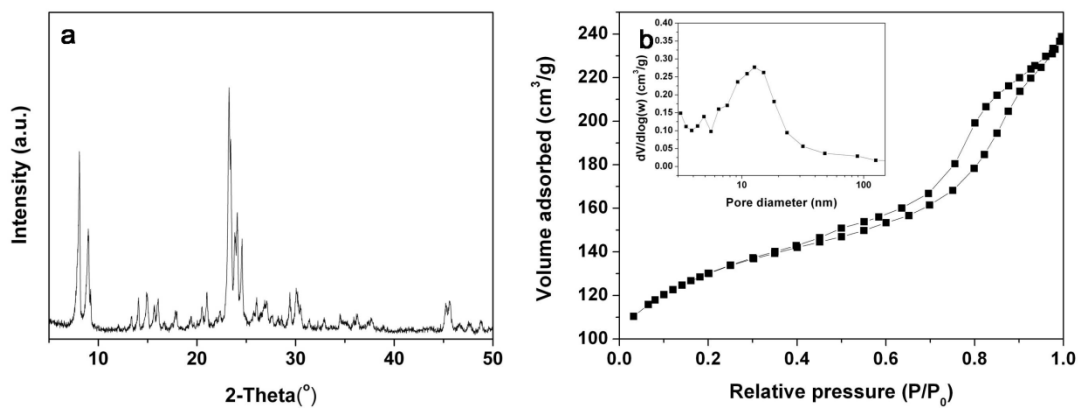 a
Intensity (a.u.)
10 20 30 40 50
2-Theta(°)
b
240
220
200
180
160
140
120
100
Volume adsorbed (cm³/g)
0.0 0.2 0.4 0.6 0.8 1.0
Relative pressure (P/P₀)
0.40
0.35
0.30
0.25
0.20
0.15
0.10
0.05
0.00
dV/dlog(w) (cm³/g)
10 100
Pore diameter (nm)